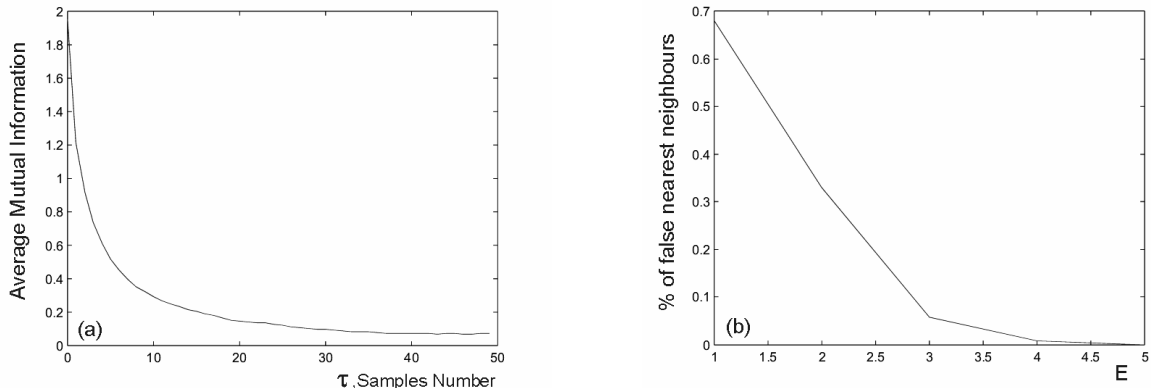 Average Mutual Information
2
1.8
1.6
1.4
1.2
1
0.8
0.6
0.4
0.2
0
(a)
0 10 20 30 40 50
τ ,Samples Number
% of false nearest neighbours
0.7
0.6
0.5
0.4
0.3
0.2
0.1
0
(b)
1 1.5 2 2.5 3 3.5 4 4.5 5
E